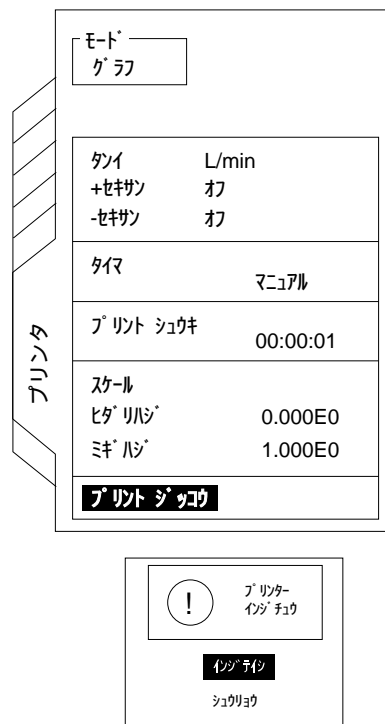 ﾓｰﾄﾞ
ｸﾞﾗﾌ
ﾀﾝｲ L/min
+ｾｷｻﾝ ｵﾌ
-ｾｷｻﾝ ｵﾌ
ﾀｲﾏ ﾏﾆｭｱﾙ
ﾌﾟﾘﾝﾄ ｼｭｳｷ 00:00:01
ｽｹｰﾙ
ﾋﾀﾞﾘﾊｼﾞ 0.000E0
ﾐｷﾞﾊｼﾞ 1.000E0
ﾌﾟﾘﾝﾄ ｼﾞｯｺｳ
プリンタ
!
ﾌﾟﾘﾝﾀｰ
ｲﾝｼﾞﾁｭｳ
ｲﾝｼﾞﾃｲｼ
ｼｭｳﾘｮｳ